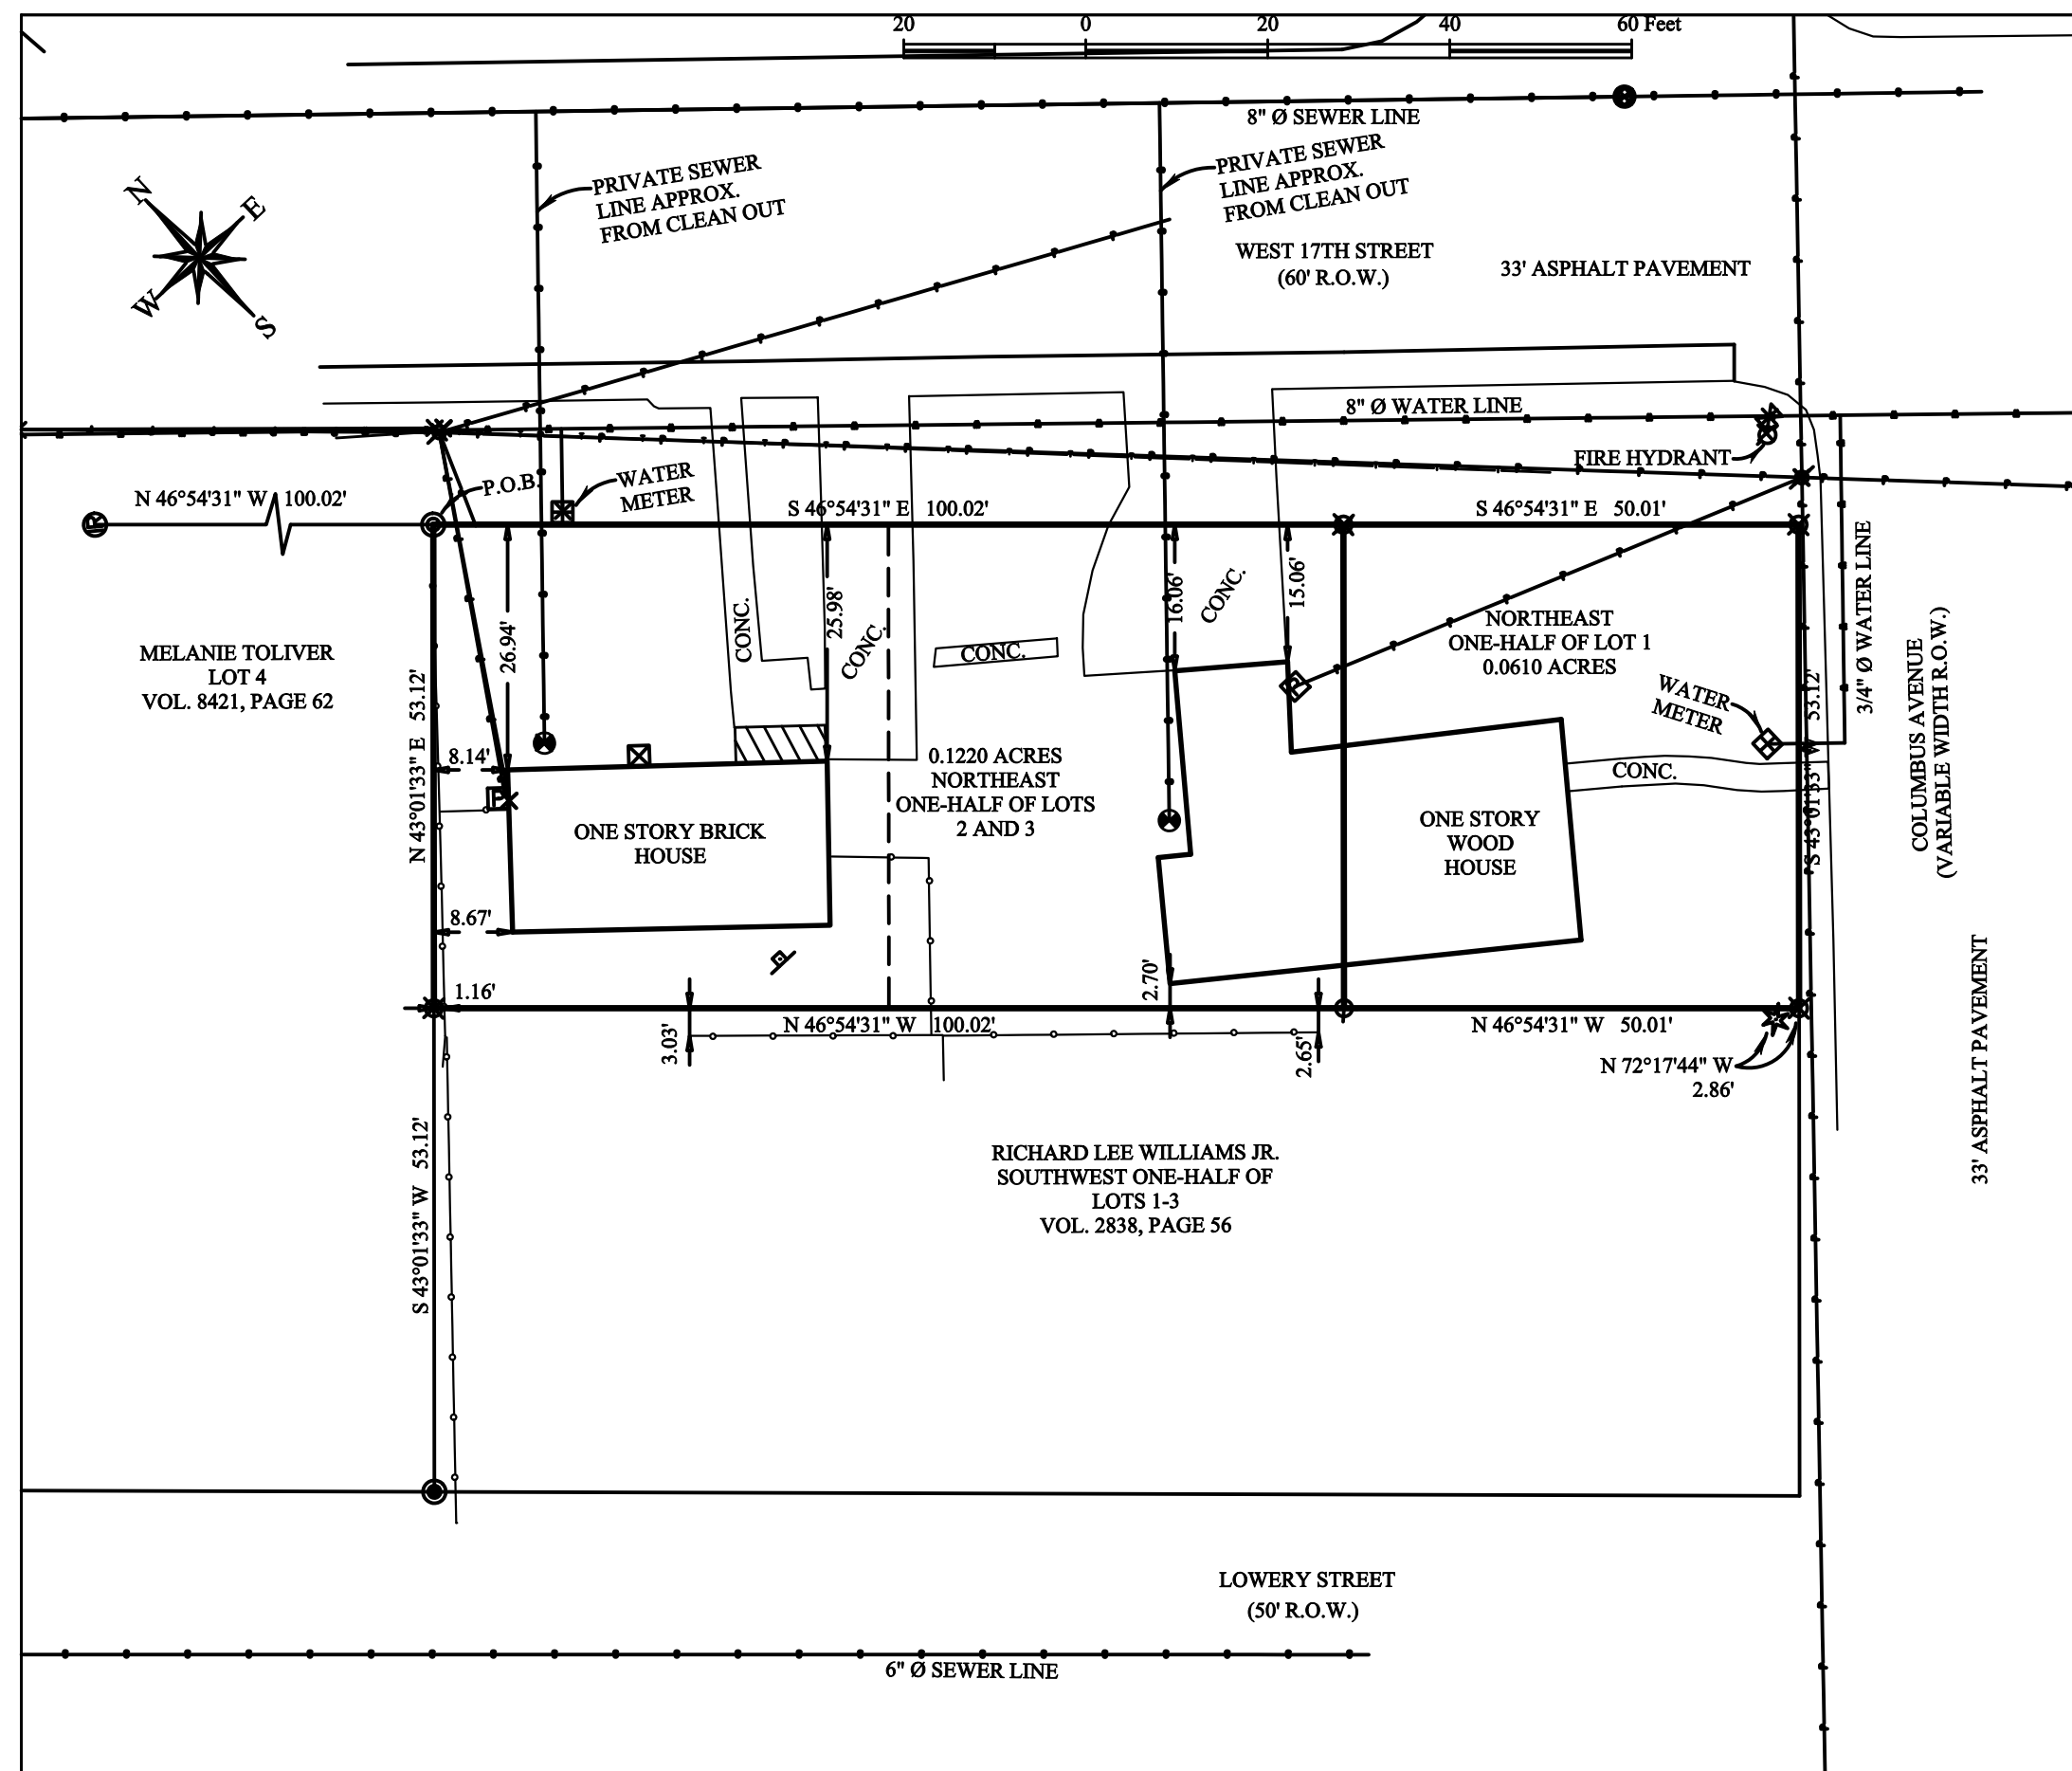 20 0 20 40 60 Feet
8" Ø SEWER LINE
PRIVATE SEWER
LINE APPROX.
FROM CLEAN OUT
PRIVATE SEWER
LINE APPROX.
FROM CLEAN OUT
N
E
W
S
WEST 17TH STREET
(60' R.O.W.)
33' ASPHALT PAVEMENT
8" Ø WATER LINE
FIRE HYDRANT
P.O.B.
WATER
METER
N 46°54'31" W 100.02'
S 46°54'31" E 100.02'
S 46°54'31" E 50.01'
MELANIE TOLIVER
LOT 4
VOL. 8421, PAGE 62
N 43°01'33" E 53.12'
26.94'
CONC.
25.98'
CONC.
CONC.
16.06'
CONC.
15.06'
NORTHEAST
ONE-HALF OF LOT 1
0.0610 ACRES
WATER
METER
S 43°01'33" W 53.12'
3/4" Ø WATER LINE
COLUMBUS AVENUE
(VARIABLE WIDTH R.O.W.)
8.14'
0.1220 ACRES
NORTHEAST
ONE-HALF OF LOTS
2 AND 3
CONC.
ONE STORY BRICK
HOUSE
ONE STORY
WOOD
HOUSE
8.67'
1.16'
3.03'
N 46°54'31" W 100.02'
2.70'
2.65'
N 46°54'31" W 50.01'
N 72°17'44" W
2.86'
33' ASPHALT PAVEMENT
S 43°01'33" W 53.12'
RICHARD LEE WILLIAMS JR.
SOUTHWEST ONE-HALF OF
LOTS 1-3
VOL. 2838, PAGE 56
LOWERY STREET
(50' R.O.W.)
6" Ø SEWER LINE